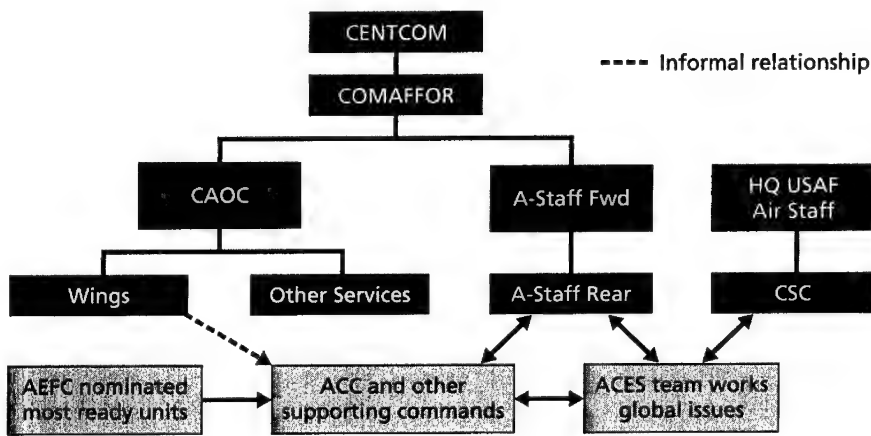 CENTCOM
Informal relationship
COMAFFOR
CAOC
A-Staff Fwd
HQ USAF
Air Staff
Wings
Other Services
A-Staff Rear
CSC
AEFC nominated
most ready units
ACC and other
supporting commands
ACES team works
global issues